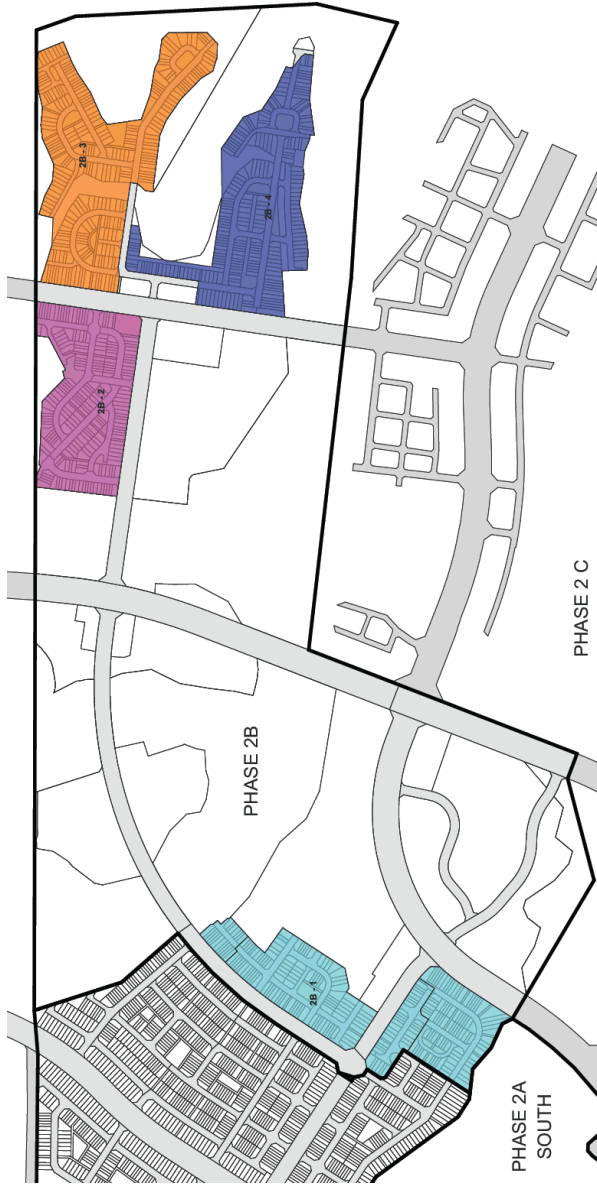 2B - 3
2B - 4
2B - 2
PHASE 2 C
PHASE 2B
2B - 1
PHASE 2A
SOUTH